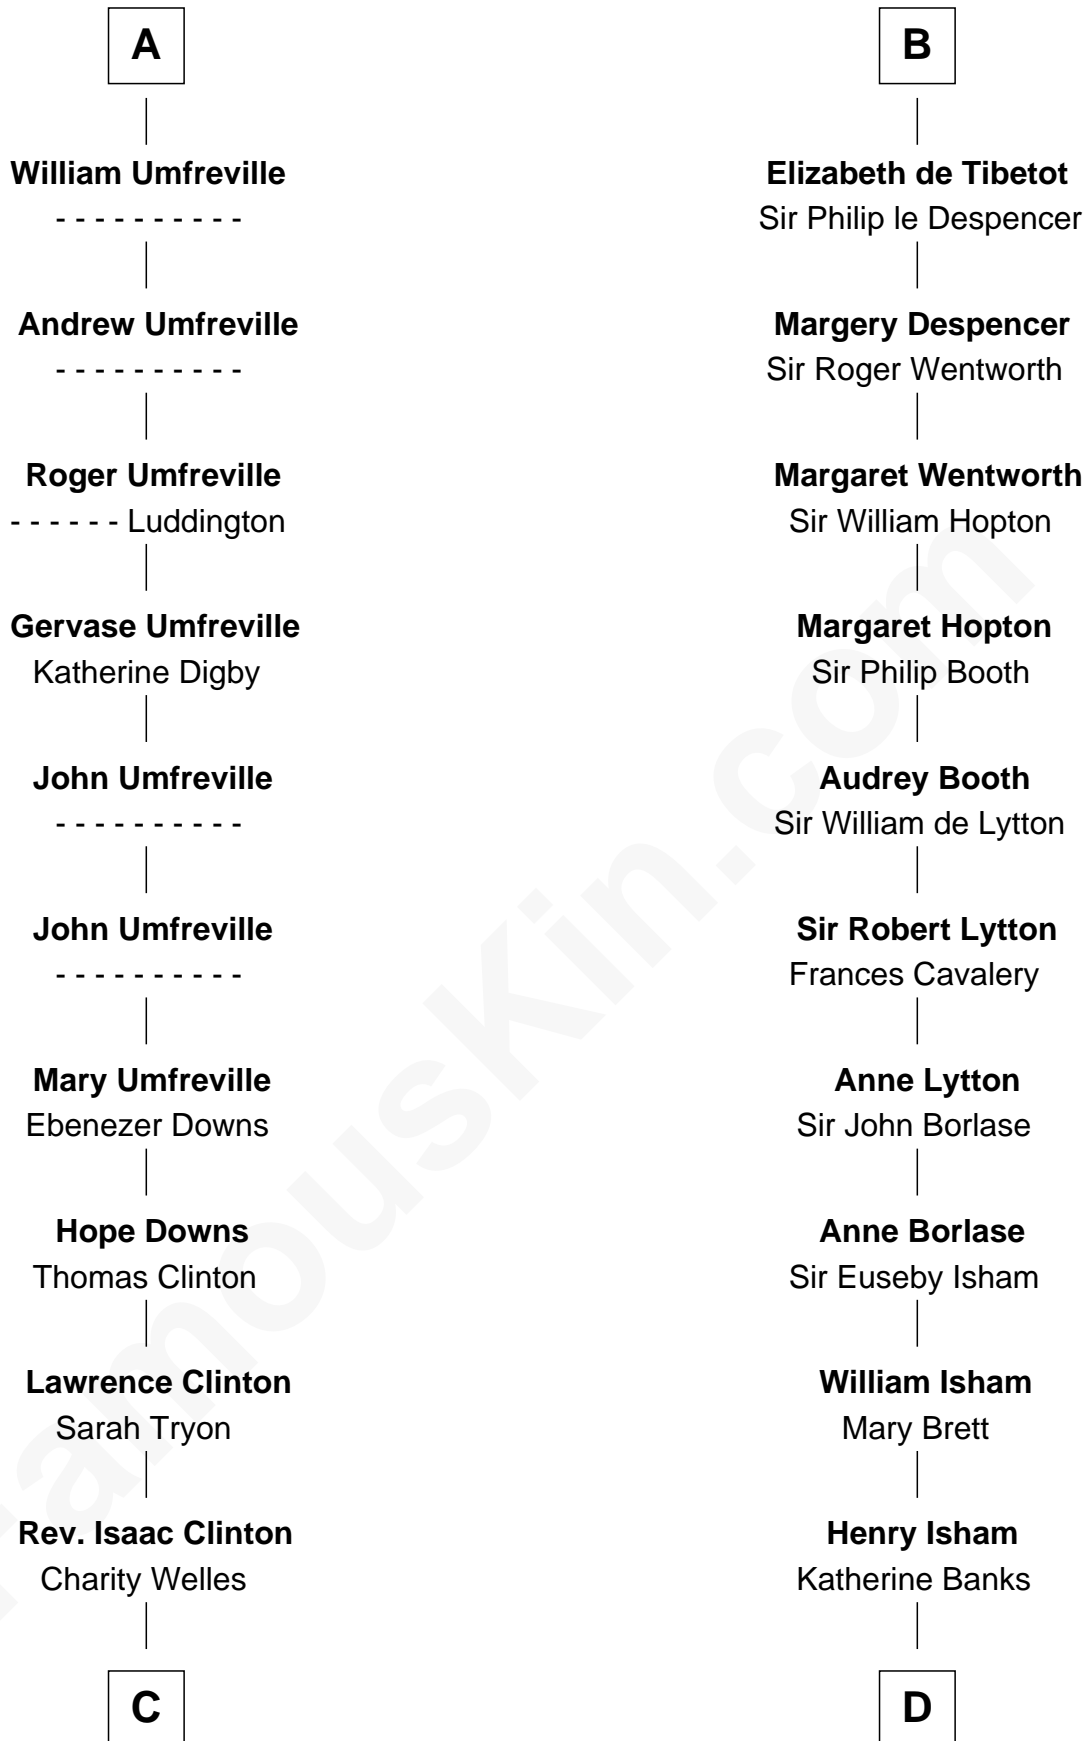 A
William Umfreville
- - - - - - - - - -
Andrew Umfreville
- - - - - - - - - -
Roger Umfreville
- - - - - - Luddington
Gervase Umfreville
Katherine Digby
John Umfreville
- - - - - - - - - -
John Umfreville
- - - - - - - - - -
Mary Umfreville
Ebenezer Downs
Hope Downs
Thomas Clinton
Lawrence Clinton
Sarah Tryon
Rev. Isaac Clinton
Charity Welles
C
B
Elizabeth de Tibetot
Sir Philip le Despencer
Margery Despencer
Sir Roger Wentworth
Margaret Wentworth
Sir William Hopton
Margaret Hopton
Sir Philip Booth
Audrey Booth
Sir William de Lytton
Sir Robert Lytton
Frances Cavalery
Anne Lytton
Sir John Borlase
Anne Borlase
Sir Euseby Isham
William Isham
Mary Brett
Henry Isham
Katherine Banks
D
FamousKin.com